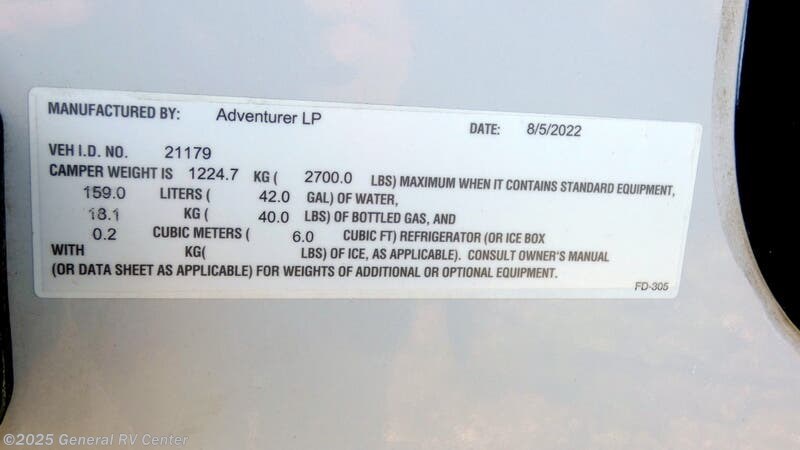 MANUFACTURED BY: Adventurer LP DATE: 8/5/2022
VEH I.D. NO. 21179
CAMPER WEIGHT IS 1224.7 KG ( 2700.0 LBS) MAXIMUM WHEN IT CONTAINS STANDARD EQUIPMENT,
159.0 LITERS ( 42.0 GAL) OF WATER,
18.1 KG ( 40.0 LBS) OF BOTTLED GAS, AND
0.2 CUBIC METERS ( 6.0 CUBIC FT) REFRIGERATOR (OR ICE BOX
WITH KG( LBS) OF ICE, AS APPLICABLE). CONSULT OWNER'S MANUAL
(OR DATA SHEET AS APPLICABLE) FOR WEIGHTS OF ADDITIONAL OR OPTIONAL EQUIPMENT.
FD-305
©2025 General RV Center